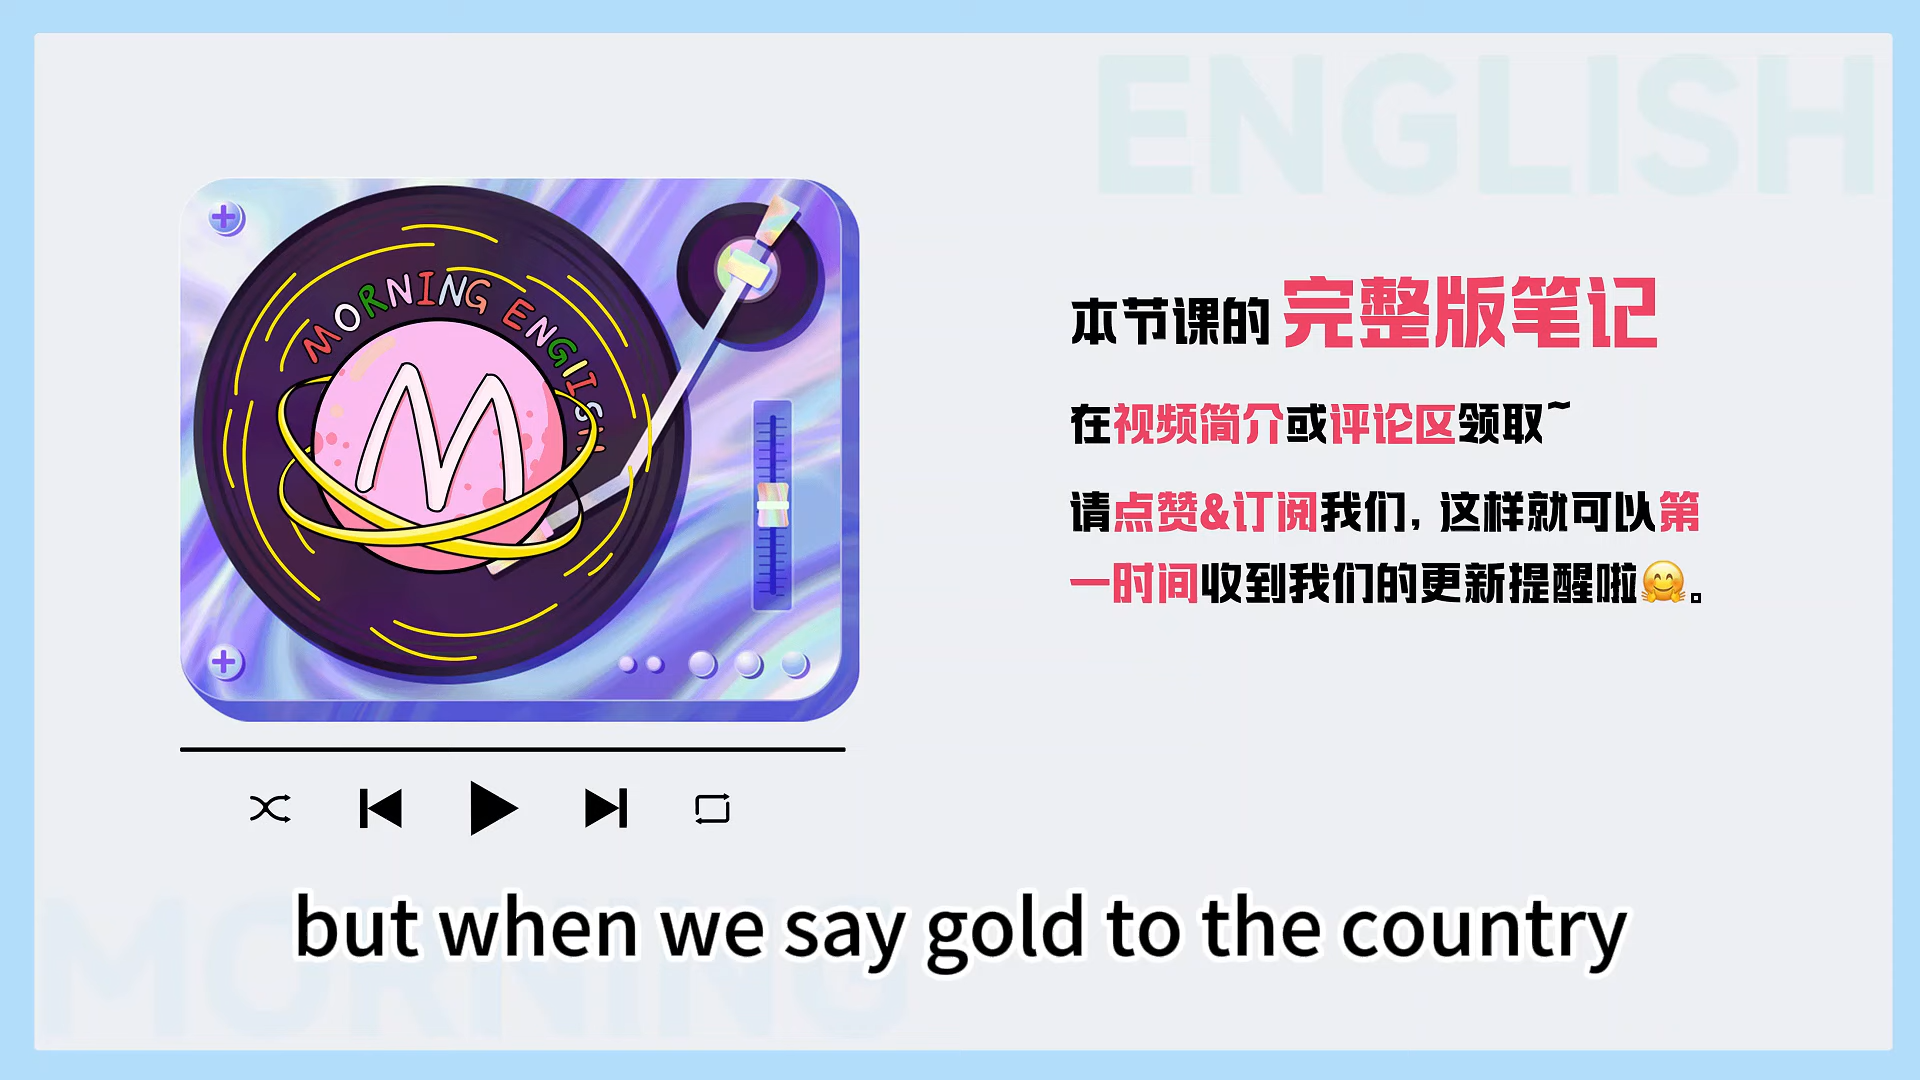 ENGLISH
MORNING ENGLISH
M
本节课的 完整版笔记
在视频简介或评论区领取~
请点赞&订阅我们, 这样就可以第
一时间收到我们的更新提醒啦🤗。
MORNING
but when we say gold to the country